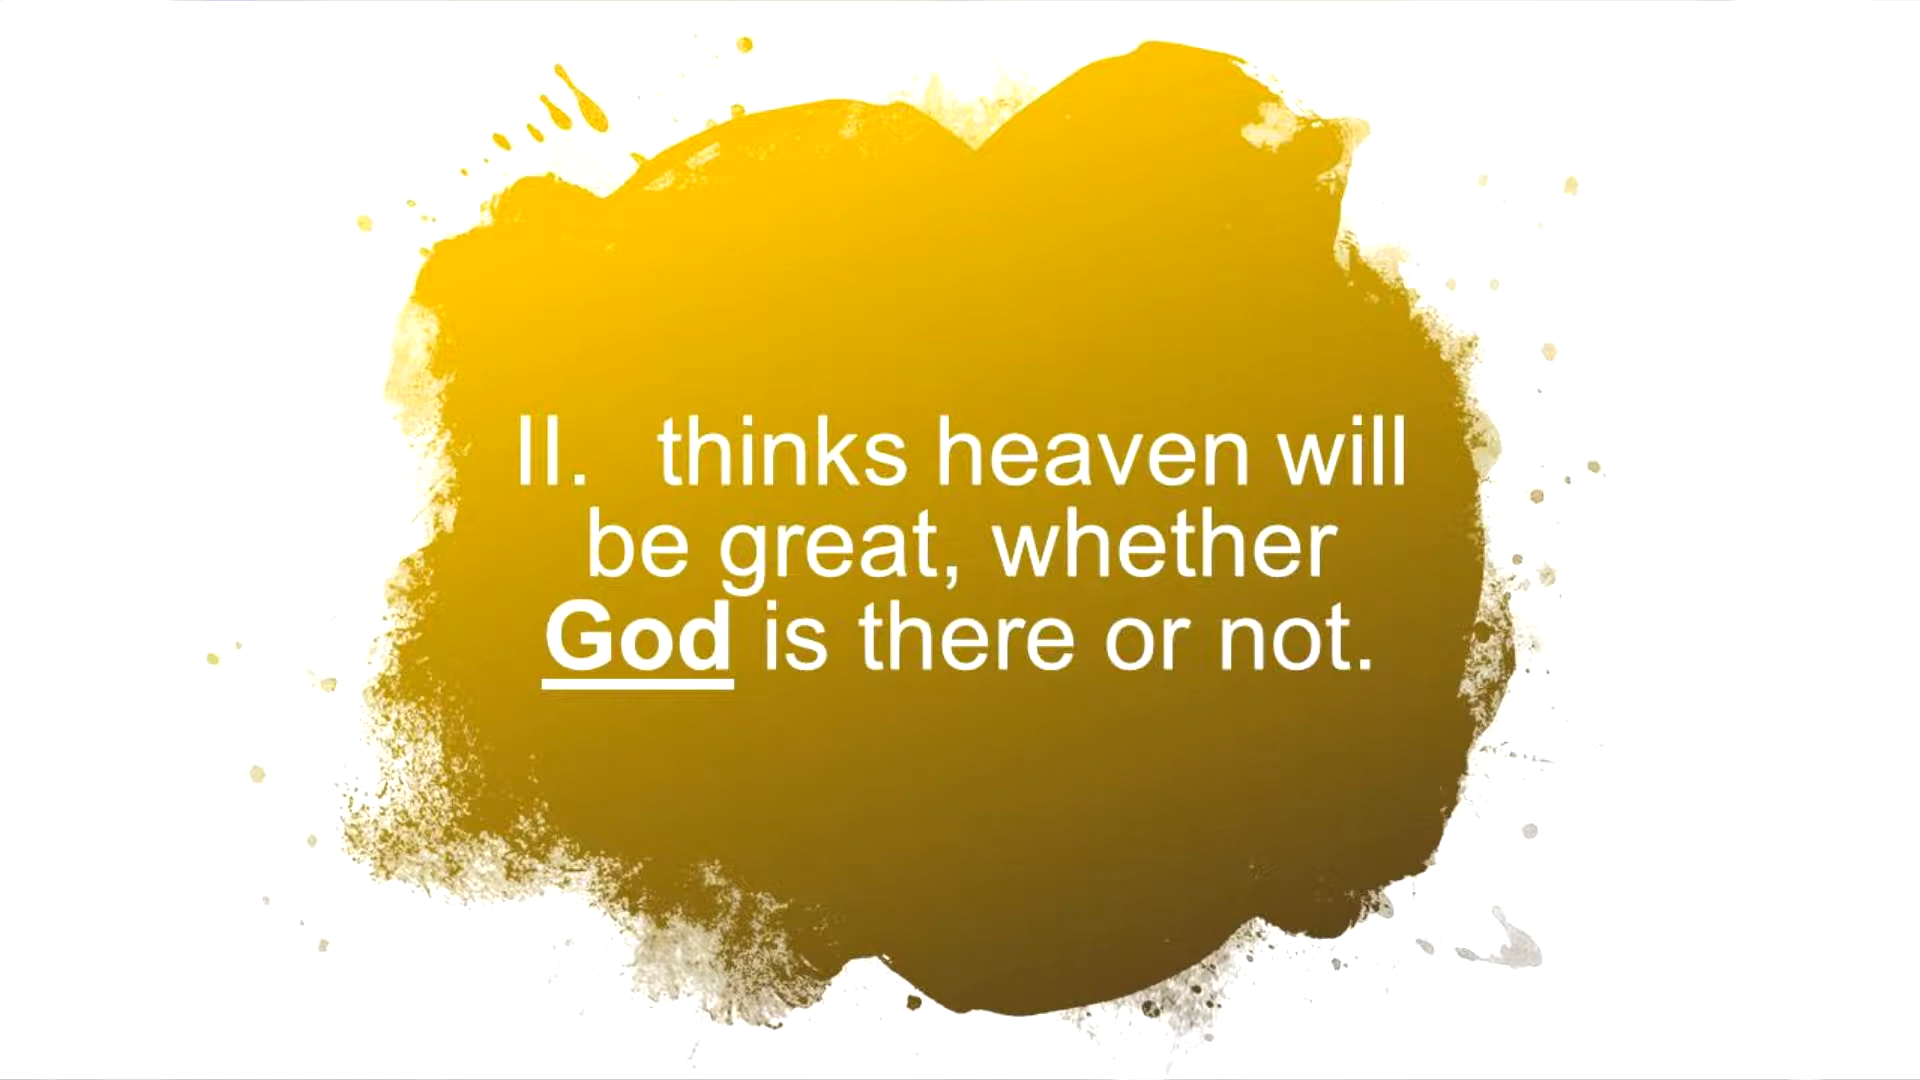 II.   thinks heaven will
be great, whether
God is there or not.